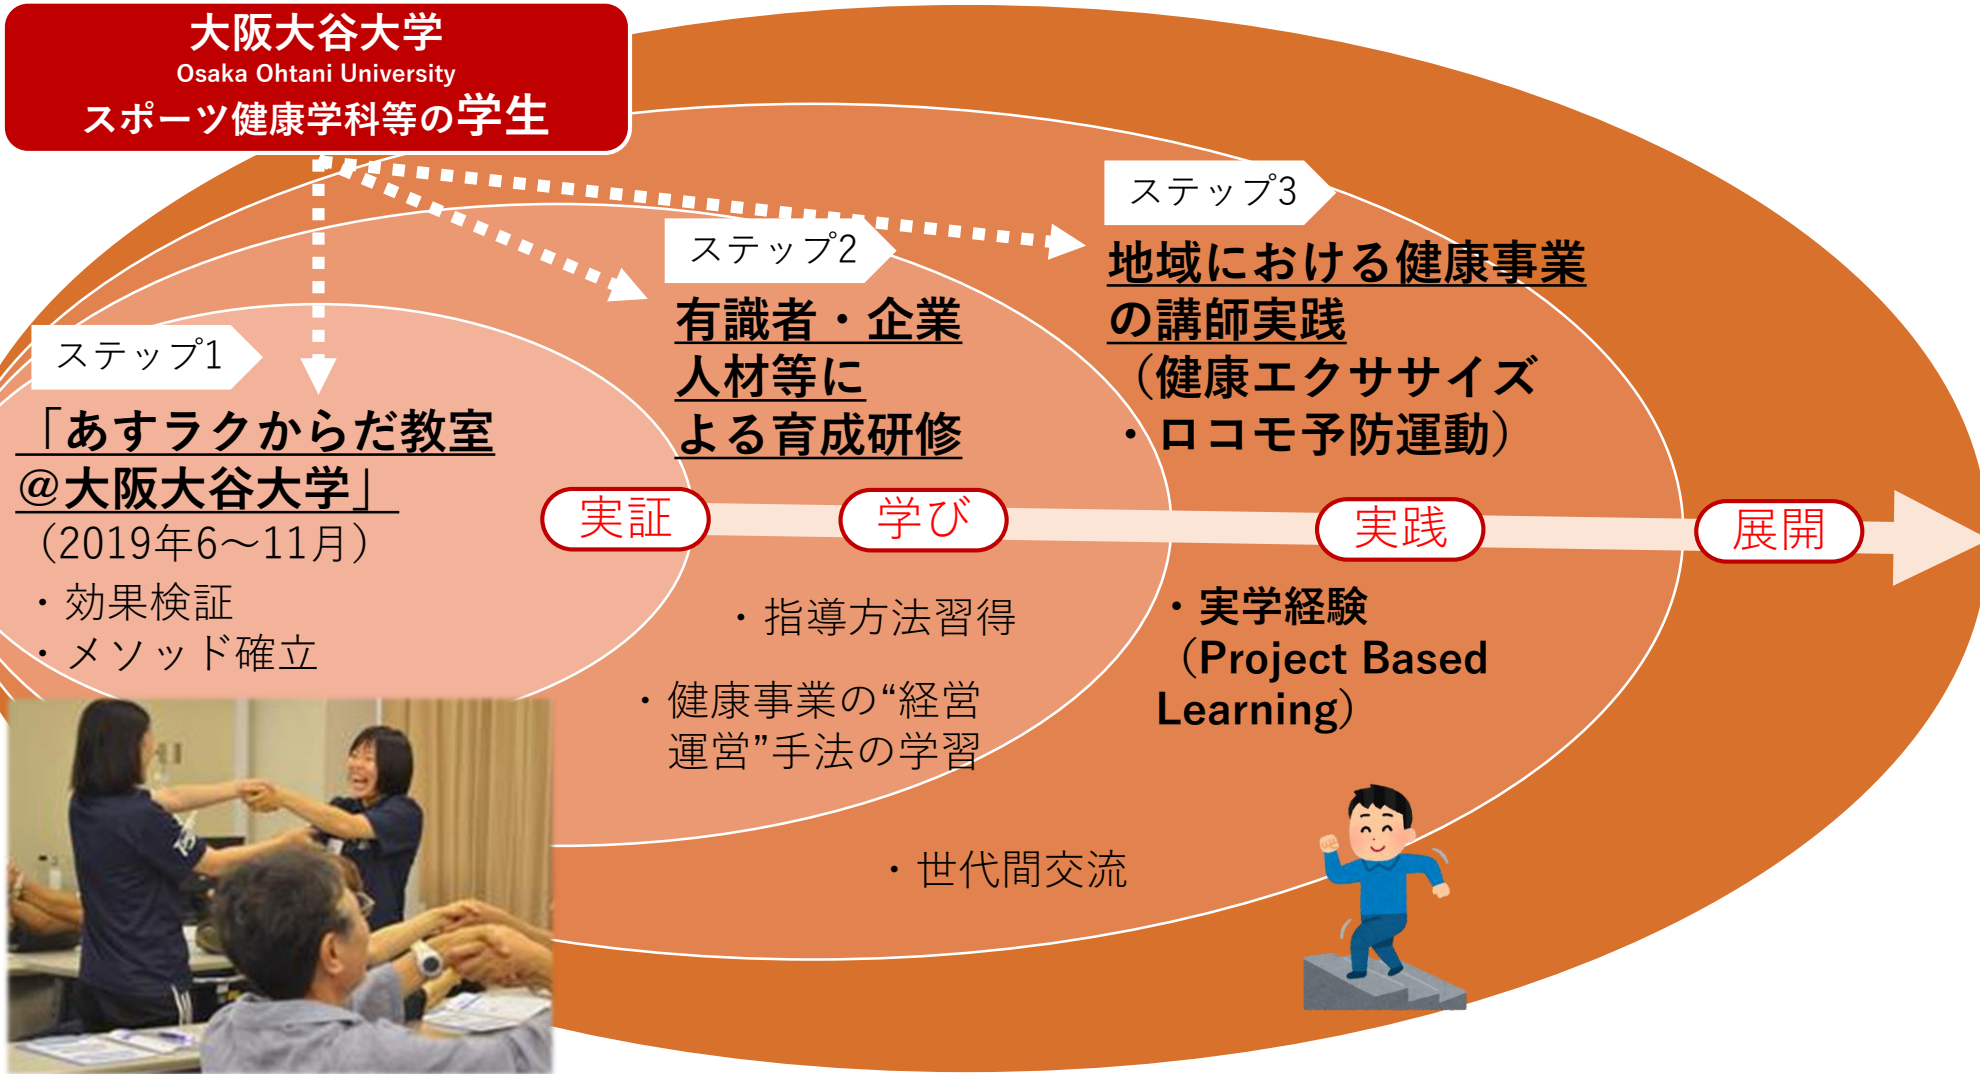 大阪大谷大学
Osaka Ohtani University
スポーツ健康学科等の学生
ステップ1
「あすラクからだ教室
@大阪大谷大学」
（2019年6～11月）
・効果検証
・メソッド確立
ステップ2
有識者・企業
人材等に
よる育成研修
ステップ3
地域における健康事業
の講師実践
（健康エクササイズ
・ロコモ予防運動）
実証
学び
実践
展開
・指導方法習得
・健康事業の“経営
運営”手法の学習
・世代間交流
・実学経験
（Project Based
Learning）